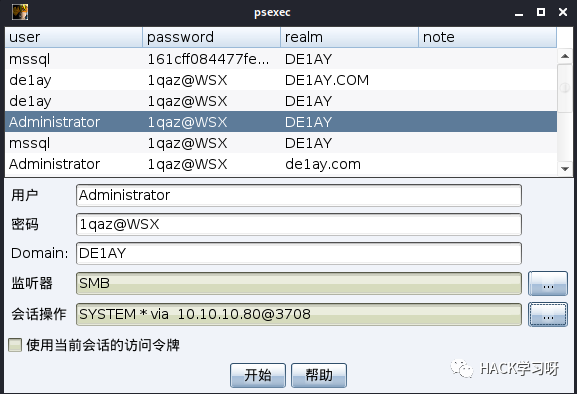 psexec
user password realm note
mssql 161cff084477fe... DE1AY
de1ay 1qaz@WSX DE1AY.COM
de1ay 1qaz@WSX DE1AY
Administrator 1qaz@WSX DE1AY
mssql 1qaz@WSX DE1AY
Administrator 1qaz@WSX de1ay.com
用户 Administrator
密码 1qaz@WSX
Domain: DE1AY
监听器 SMB ...
会话操作 SYSTEM * via 10.10.10.80@3708 ...
使用当前会话的访问令牌
开始 帮助
HACK学习呀